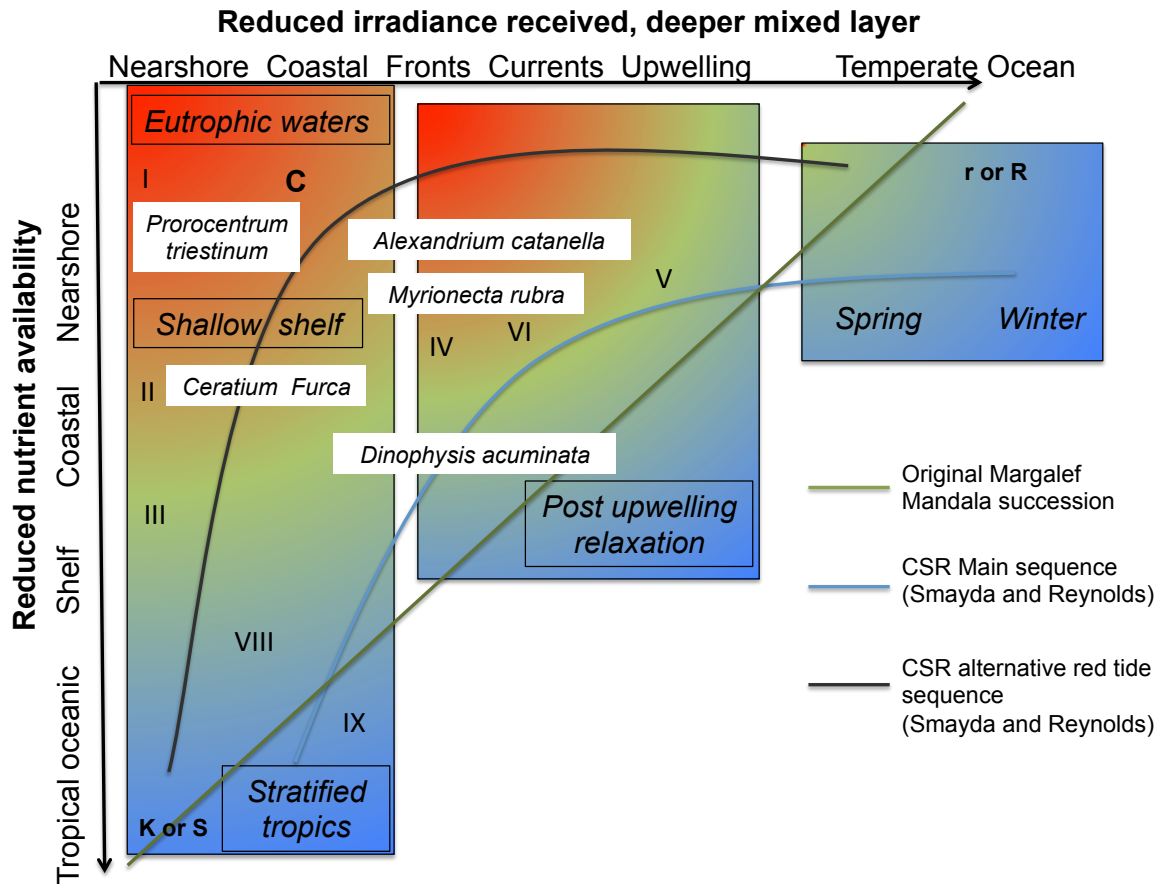 Reduced irradiance received, deeper mixed layer
Nearshore Coastal Fronts Currents Upwelling Temperate Ocean
Reduced nutrient availability
Nearshore
Coastal
Shelf
Tropical oceanic
Eutrophic waters
I
C
r or R
Prorocentrum
triestinum
Alexandrium catanella
Myrionecta rubra
V
Shallow shelf
IV
VI
Spring
Winter
II
Ceratium Furca
Dinophysis acuminata
III
Post upwelling
relaxation
VIII
IX
Stratified
tropics
K or S
Original Margalef
Mandala succession
CSR Main sequence
(Smayda and Reynolds)
CSR alternative red tide
sequence
(Smayda and Reynolds)